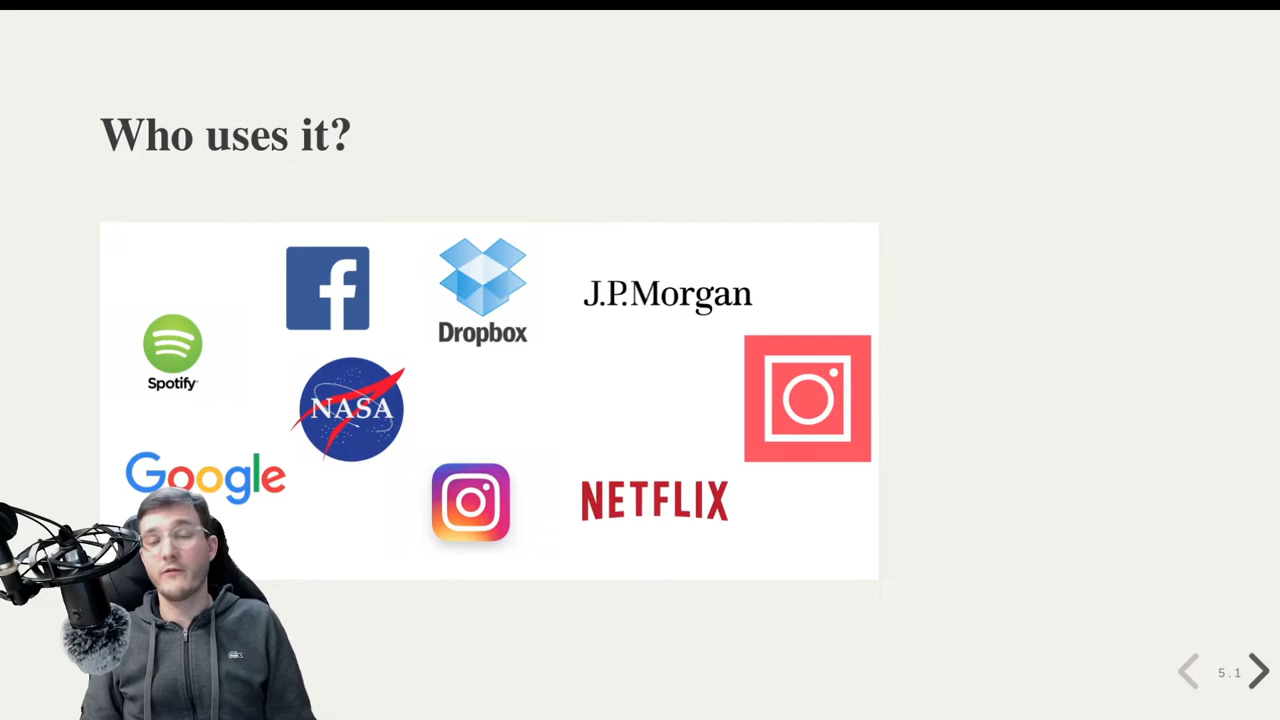 Who uses it?
f
Dropbox
J.P.Morgan
Spotify
NASA
Google
NETFLIX
5.1